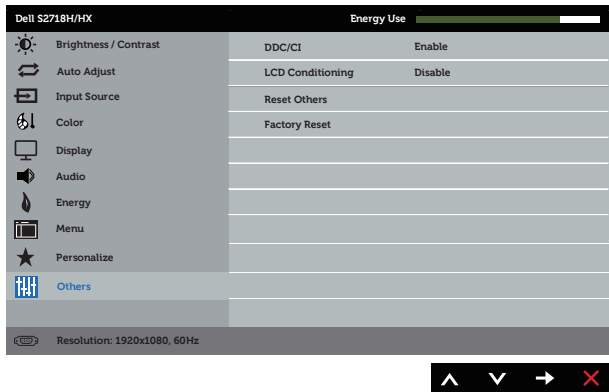 Dell S2718H/HX Energy Use
Brightness / Contrast DDC/CI Enable
Auto Adjust LCD Conditioning Disable
Input Source Reset Others
Color Factory Reset
Display
Audio
Energy
Menu
Personalize
Others
Resolution: 1920x1080, 60Hz